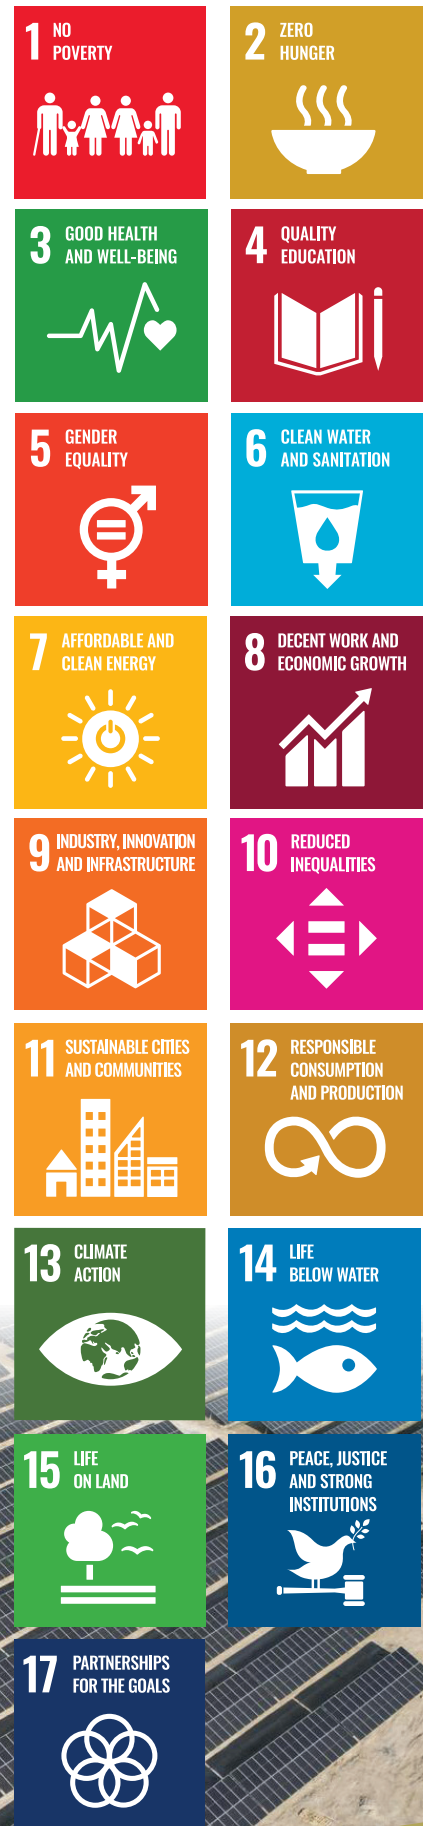 1 NO
POVERTY
2 ZERO
HUNGER
3 GOOD HEALTH
AND WELL-BEING
4 QUALITY
EDUCATION
5 GENDER
EQUALITY
6 CLEAN WATER
AND SANITATION
7 AFFORDABLE AND
CLEAN ENERGY
8 DECENT WORK AND
ECONOMIC GROWTH
9 INDUSTRY, INNOVATION
AND INFRASTRUCTURE
10 REDUCED
INEQUALITIES
11 SUSTAINABLE CITIES
AND COMMUNITIES
12 RESPONSIBLE
CONSUMPTION
AND PRODUCTION
13 CLIMATE
ACTION
14 LIFE
BELOW WATER
15 LIFE
ON LAND
16 PEACE, JUSTICE
AND STRONG
INSTITUTIONS
17 PARTNERSHIPS
FOR THE GOALS